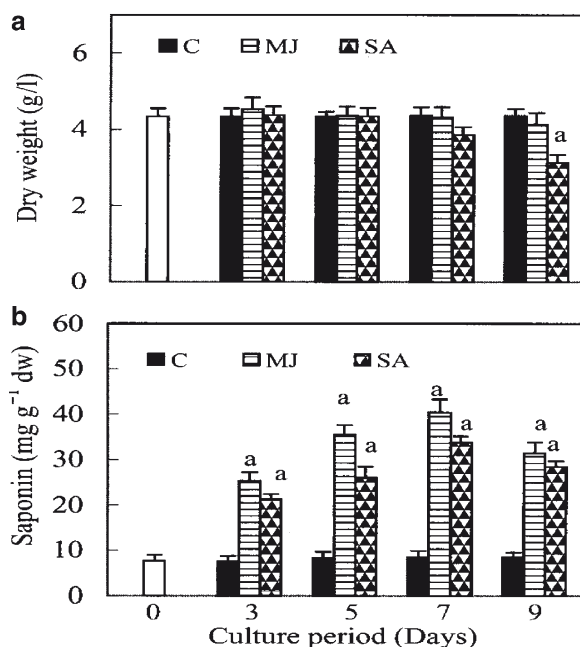 a
C MJ SA
Dry weight (g/l)
6
4
2
0
a
b
Saponin (mg g⁻¹ dw)
60
50
40
30
20
10
0
C MJ SA
a a
a a
a a
a a
0 3 5 7 9
Culture period (Days)